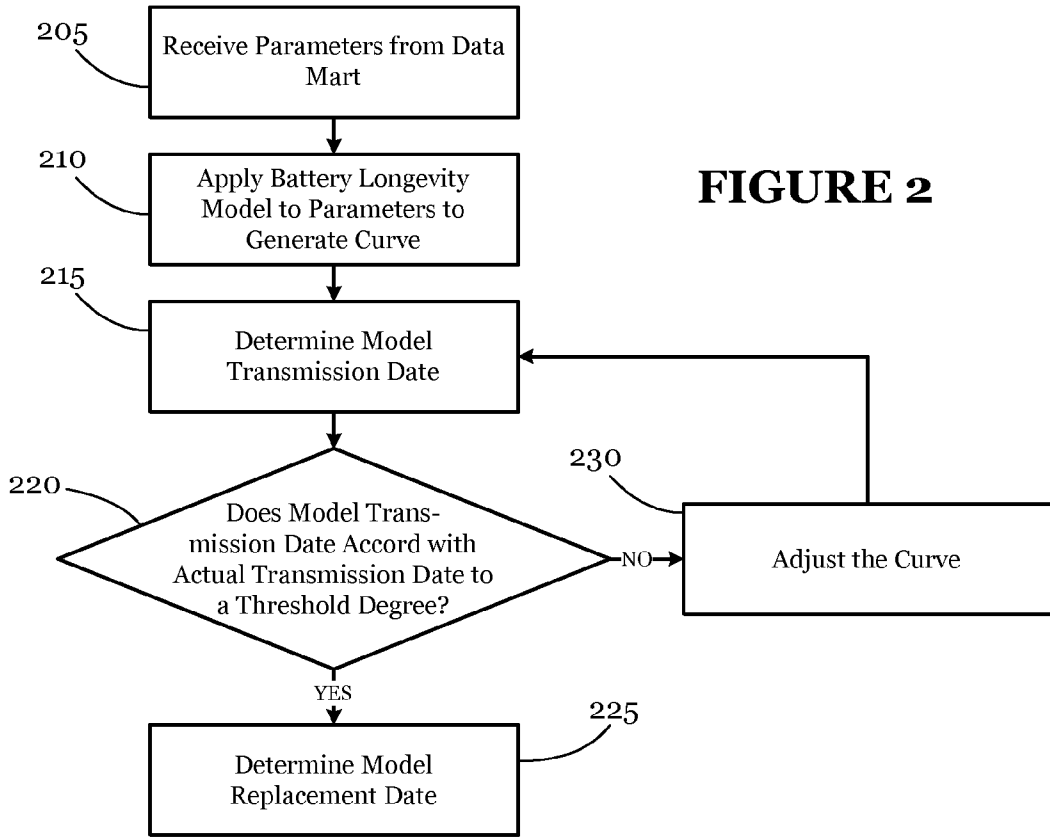 205
Receive Parameters from Data
Mart
210
Apply Battery Longevity
Model to Parameters to
Generate Curve
FIGURE 2
215
Determine Model
Transmission Date
220
Does Model Trans-
mission Date Accord with
Actual Transmission Date to
a Threshold Degree?
NO
230
Adjust the Curve
YES
225
Determine Model
Replacement Date